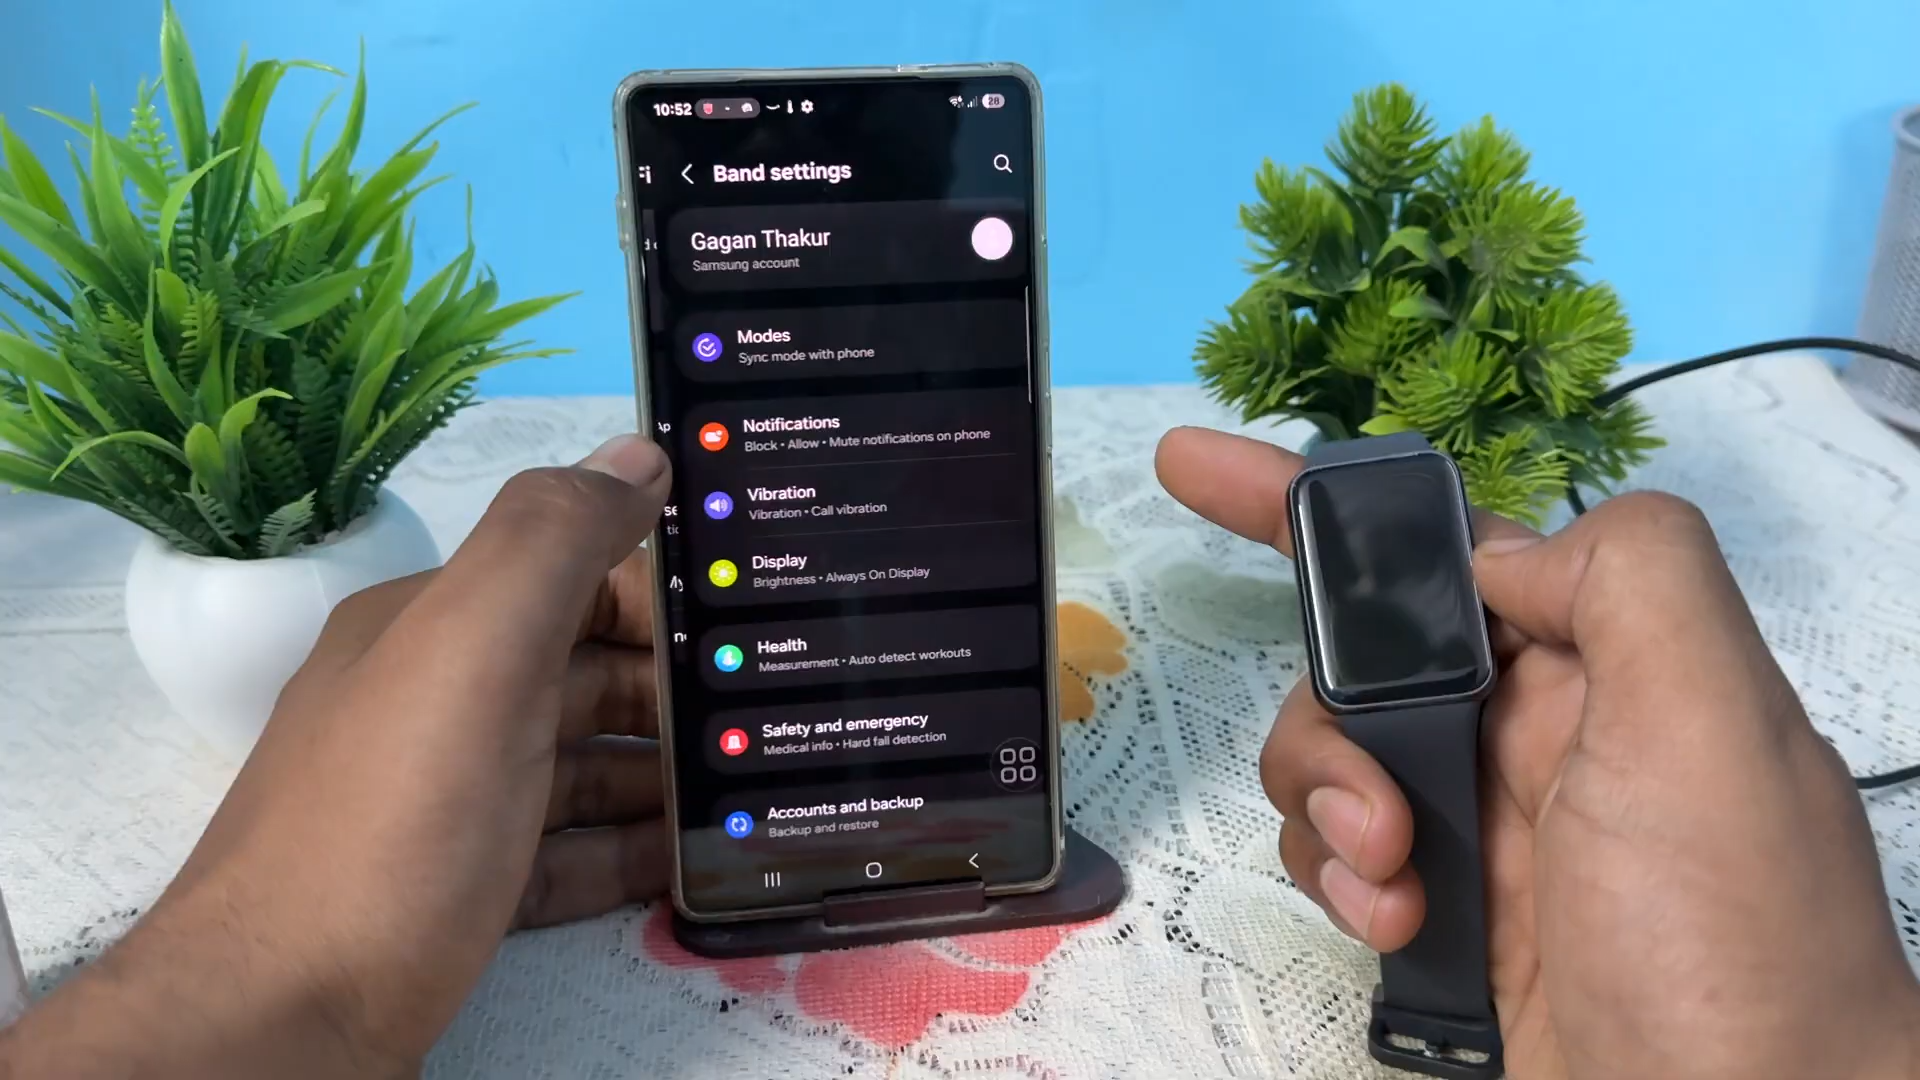 10:52
28
Band settings
Gagan Thakur
Samsung account
Modes
Sync mode with phone
Notifications
Block • Allow • Mute notifications on phone
Vibration
Vibration • Call vibration
Display
Brightness • Always On Display
Health
Measurement • Auto detect workouts
Safety and emergency
Medical info • Hard fall detection
Accounts and backup
Backup and restore